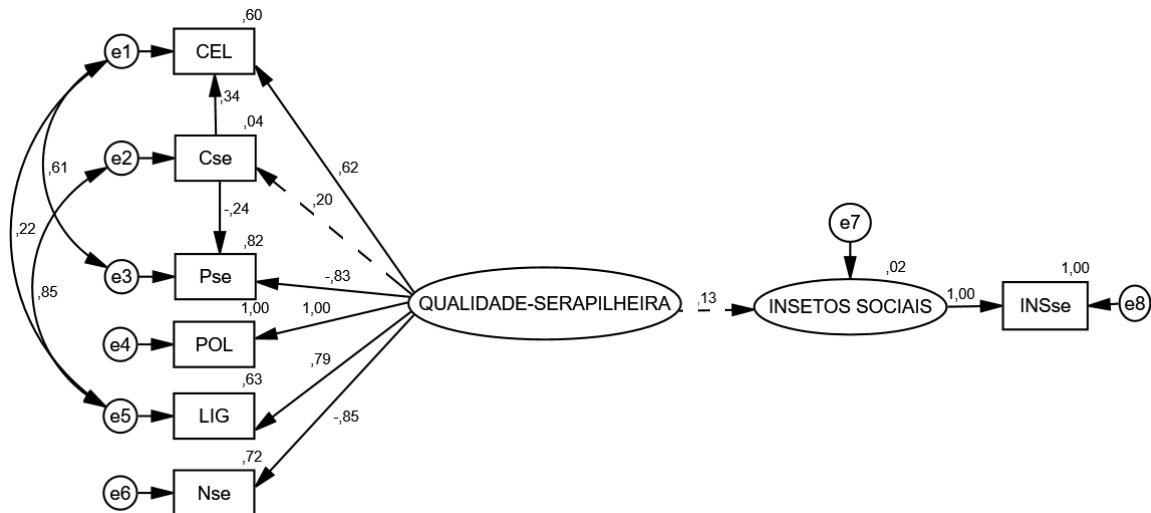 ,60
e1
CEL
,34
,04
e2
Cse
,61
,62
,20
-,24
,22
,82
e3
Pse
-,83
,85
1,00
1,00
e4
POL
,79
,63
e5
LIG
-,85
,72
e6
Nse
QUALIDADE-SERAPILHEIRA
,13
e7
,02
INSETOS SOCIAIS
1,00
1,00
INSse
e8